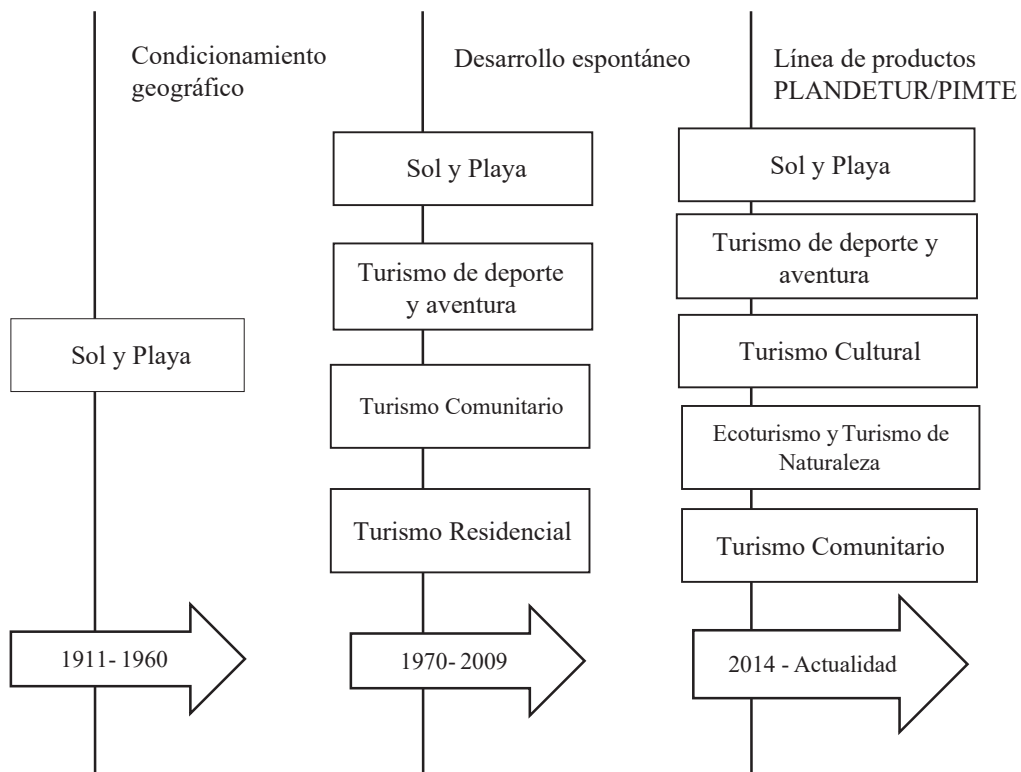 Condicionamiento
geográfico
Sol y Playa
1911- 1960
Desarrollo espontáneo
Sol y Playa
Turismo de deporte
y aventura
Turismo Comunitario
Turismo Residencial
1970- 2009
Línea de productos
PLANDETUR/PIMTE
Sol y Playa
Turismo de deporte y
aventura
Turismo Cultural
Ecoturismo y Turismo de
Naturaleza
Turismo Comunitario
2014 - Actualidad